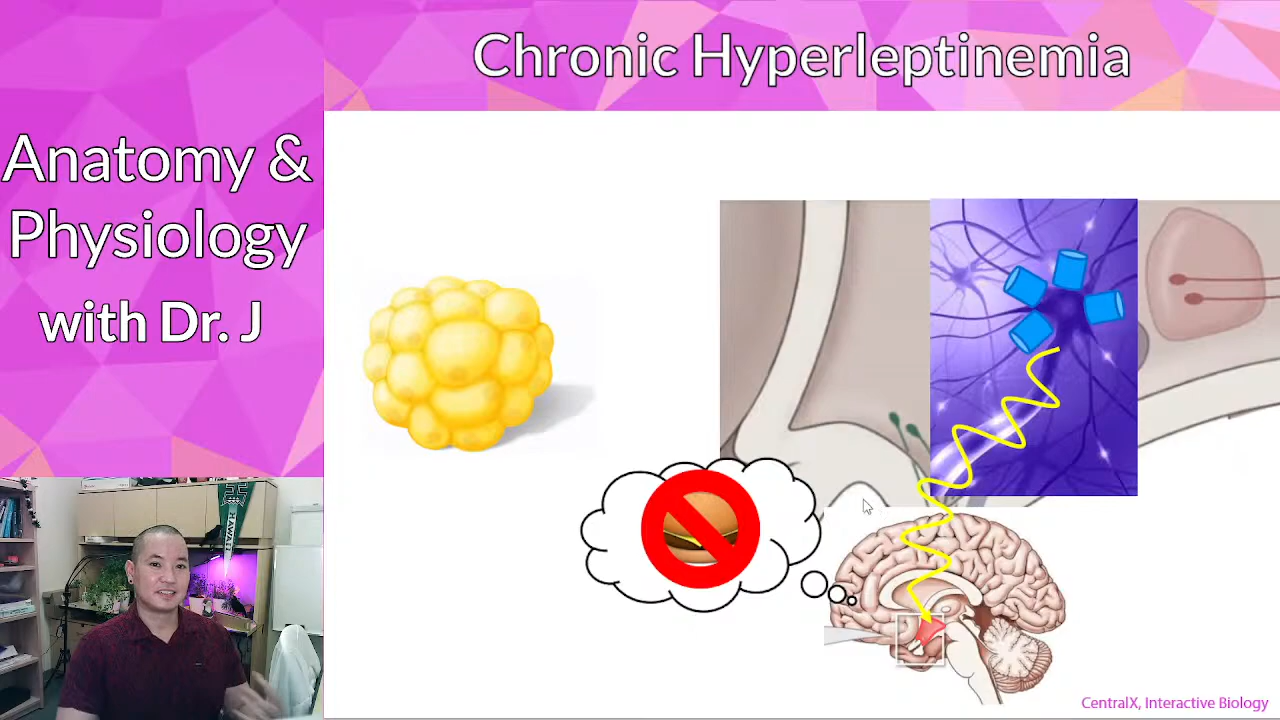 Chronic Hyperleptinemia
Anatomy &
Physiology
with Dr. J
CentralX, Interactive Biology